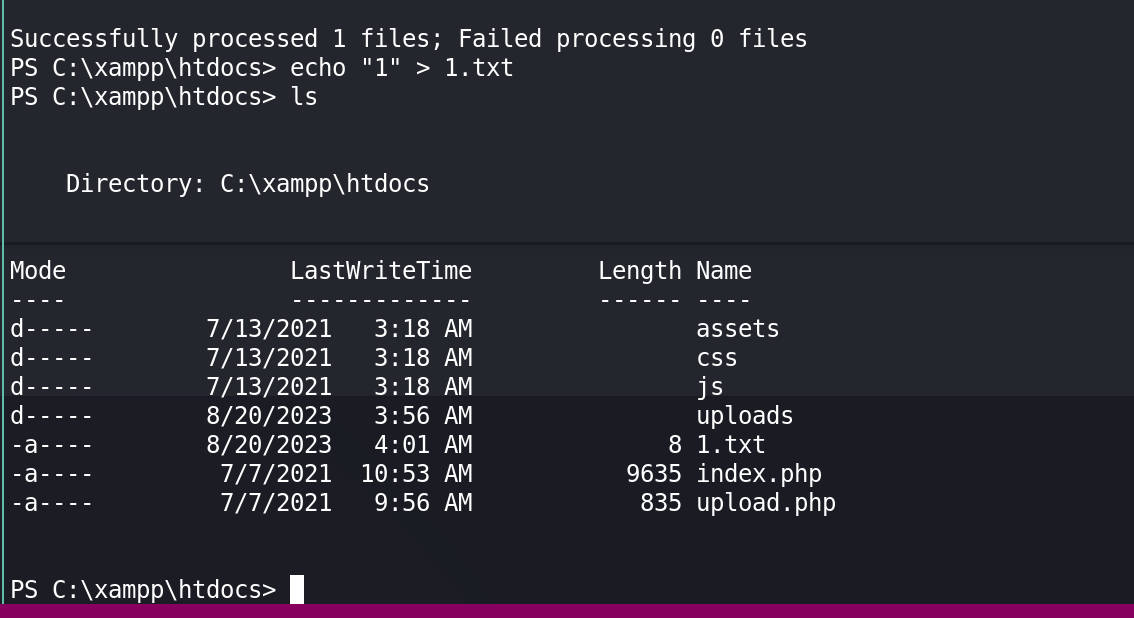 Successfully processed 1 files; Failed processing 0 files
PS C:\xampp\htdocs> echo "1" > 1.txt
PS C:\xampp\htdocs> ls
    Directory: C:\xampp\htdocs
Mode                LastWriteTime         Length Name
----                -------------         ------ ----
d-----        7/13/2021   3:18 AM                assets
d-----        7/13/2021   3:18 AM                css
d-----        7/13/2021   3:18 AM                js
d-----        8/20/2023   3:56 AM                uploads
-a----        8/20/2023   4:01 AM              8 1.txt
-a----         7/7/2021  10:53 AM           9635 index.php
-a----         7/7/2021   9:56 AM            835 upload.php
PS C:\xampp\htdocs>